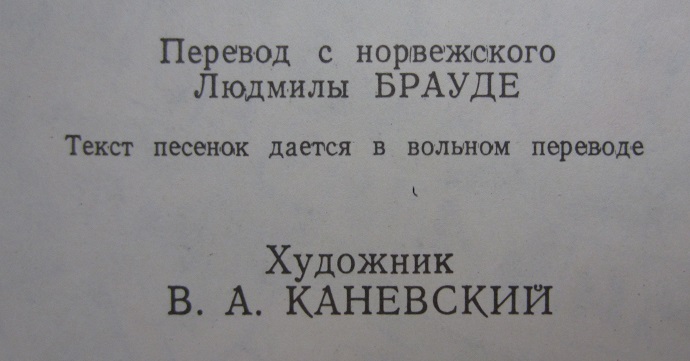 Перевод с норвежского
Людмилы БРАУДЕ
Текст песенок дается в вольном переводе
Художник
В. А. КАНЕВСКИЙ